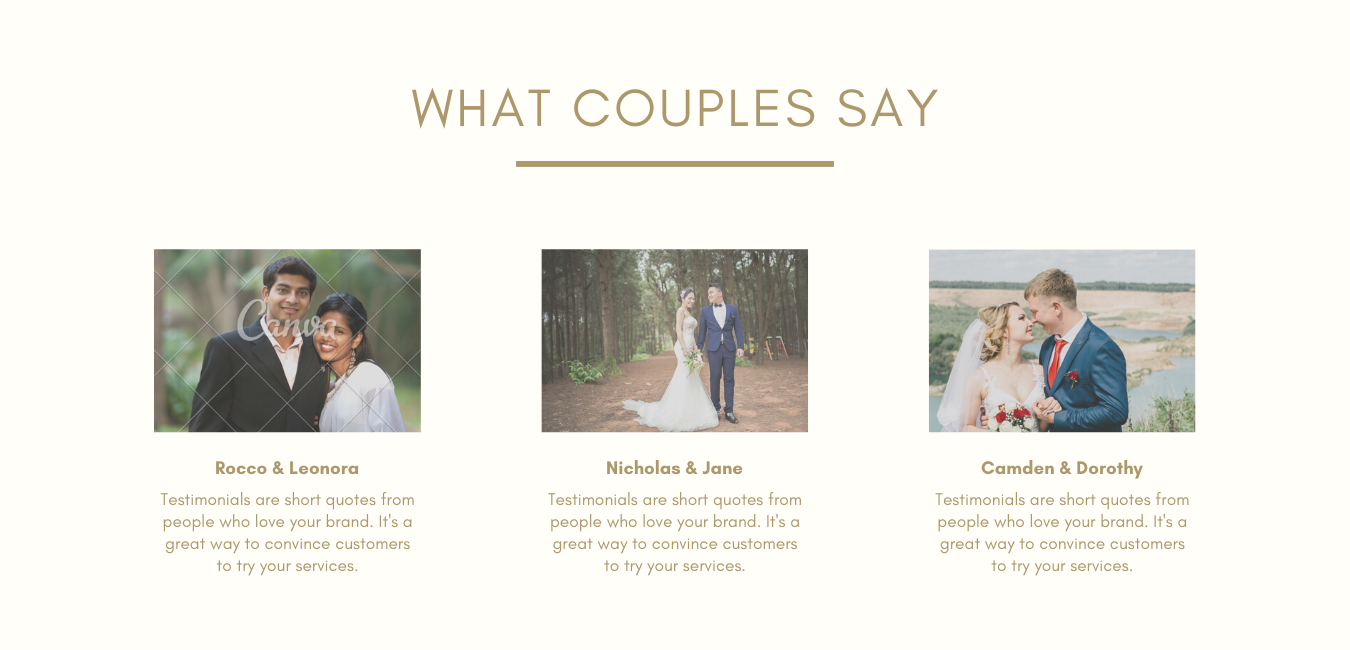 WHAT COUPLES SAY
Canva
Rocco & Leonora
Testimonials are short quotes from
people who love your brand. It's a
great way to convince customers
to try your services.
Nicholas & Jane
Testimonials are short quotes from
people who love your brand. It's a
great way to convince customers
to try your services.
Camden & Dorothy
Testimonials are short quotes from
people who love your brand. It's a
great way to convince customers
to try your services.